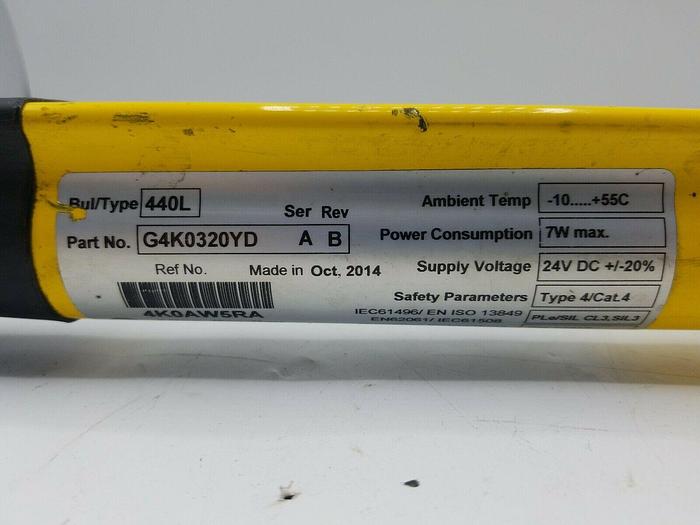 Bul/Type 440L
Ser Rev
Part No. G4K0320YD A B
Ref No. Made in Oct, 2014
4K0AW5RA
Ambient Temp -10.....+55C
Power Consumption 7W max.
Supply Voltage 24V DC +/-20%
Safety Parameters Type 4/Cat.4
IEC61496/ EN ISO 13849 PLe/SIL CL3,SIL3
EN62061/ IEC61508